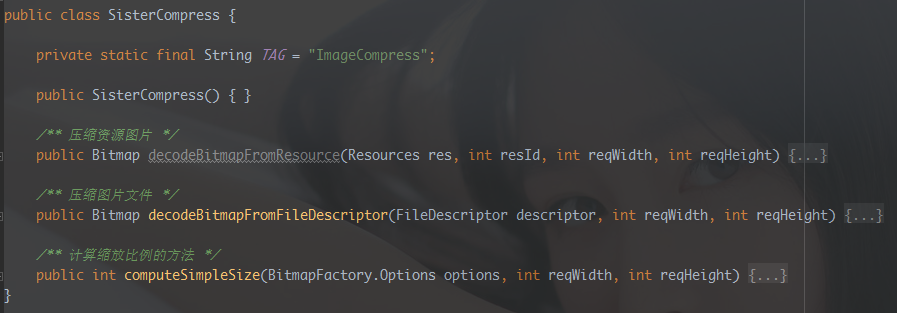 public class SisterCompress {
private static final String TAG = "ImageCompress";
public SisterCompress() { }
/** 压缩资源图片 */
public Bitmap decodeBitmapFromResource(Resources res, int resId, int reqWidth, int reqHeight) {...}
/** 压缩图片文件 */
public Bitmap decodeBitmapFromFileDescriptor(FileDescriptor descriptor, int reqWidth, int reqHeight) {...}
/** 计算缩放比例的方法 */
public int computeSimpleSize(BitmapFactory.Options options, int reqWidth, int reqHeight) {...}
}